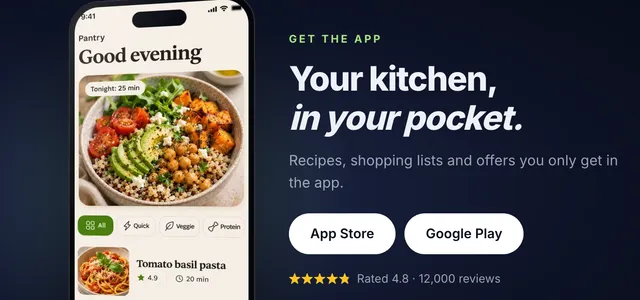 9:41
Pantry
Good evening
Tonight: 25 min
All
Quick
Veggie
Protein
Tomato basil pasta
4.9
20 min
GET THE APP
Your kitchen,
in your pocket.
Recipes, shopping lists and offers you only get in
the app.
App Store
Google Play
Rated 4.8 · 12,000 reviews